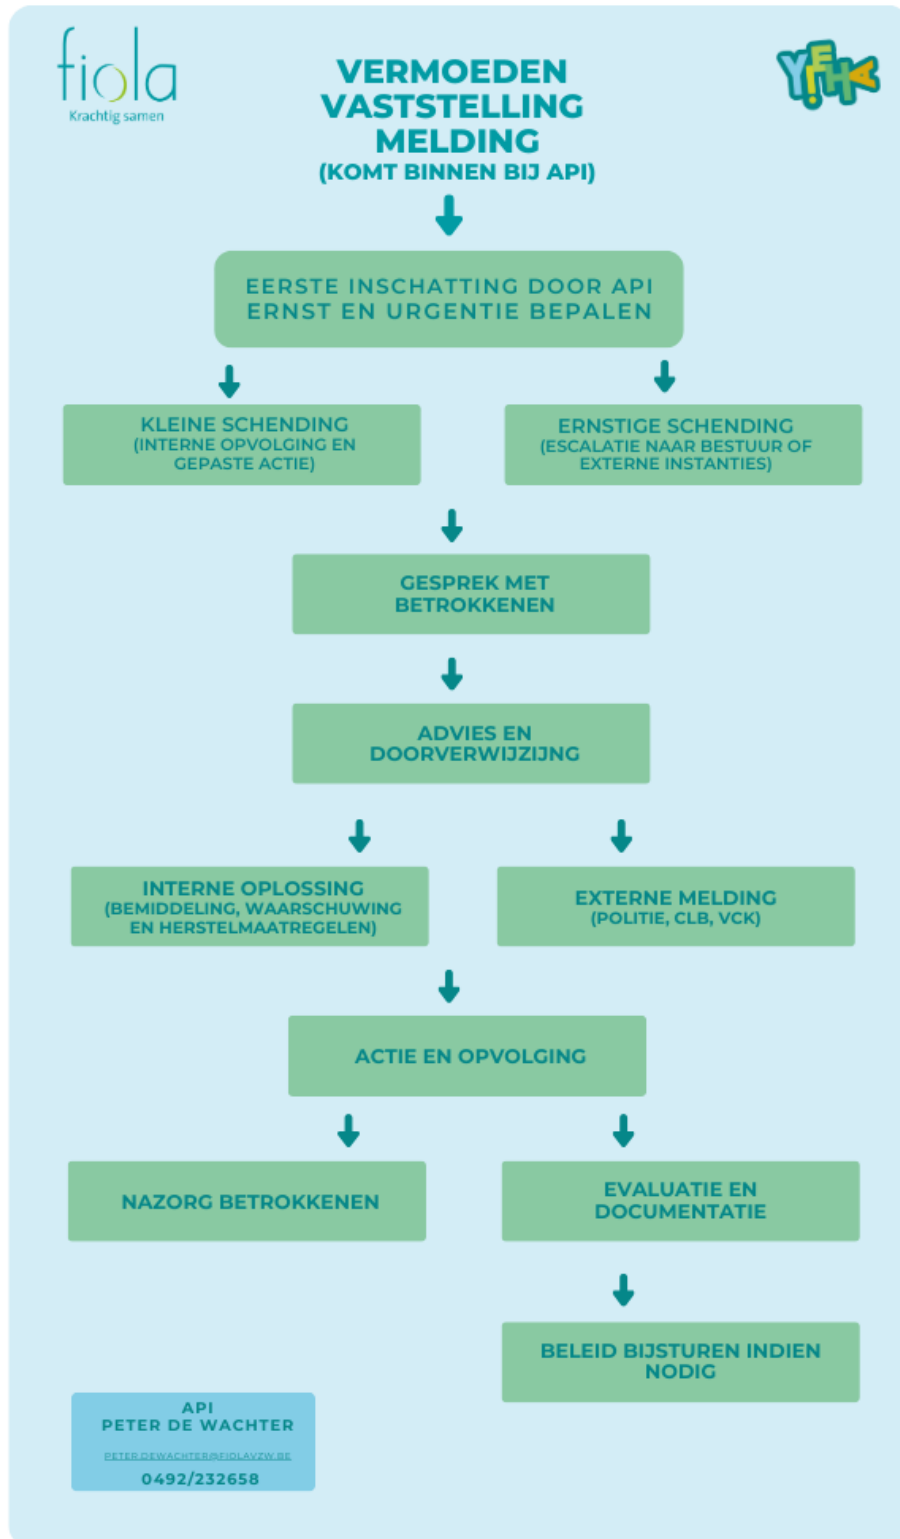 fiola
Krachtig samen
YIEHA!
VERMOEDEN
VASTSTELLING
MELDING
(KOMT BINNEN BIJ API)
EERSTE INSCHATTING DOOR API
ERNST EN URGENTIE BEPALEN
KLEINE SCHENDING
(INTERNE OPVOLGING EN
GEPASTE ACTIE)
ERNSTIGE SCHENDING
(ESCALATIE NAAR BESTUUR OF
EXTERNE INSTANTIES)
GESPREK MET
BETROKKENEN
ADVIES EN
DOORVERWIJZIJNG
INTERNE OPLOSSING
(BEMIDDELING, WAARSCHUWING
EN HERSTELMAATREGELEN)
EXTERNE MELDING
(POLITIE, CLB, VCK)
ACTIE EN OPVOLGING
NAZORG BETROKKENEN
EVALUATIE EN
DOCUMENTATIE
BELEID BIJSTUREN INDIEN
NODIG
API
PETER DE WACHTER
PETER.DEWACHTER@FIOLAVZW.BE
0492/232658